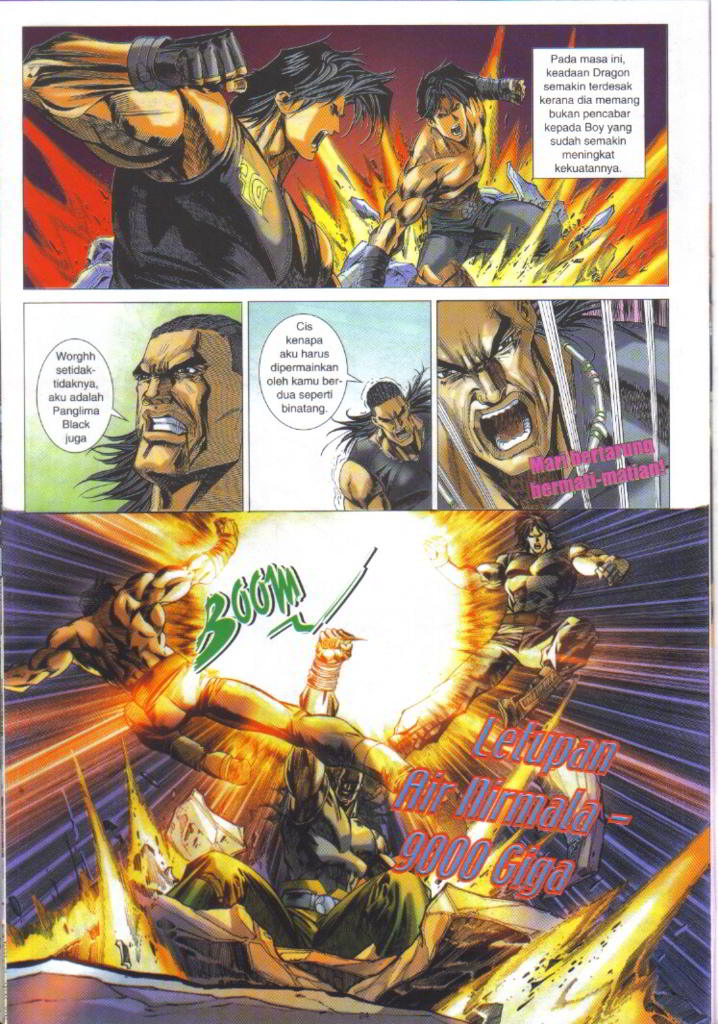 Pada masa ini,
keadaan Dragon
semakin terdesak
kerana dia memang
bukan pencabar
kepada Boy yang
sudah semakin
meningkat
kekuatannya.
Worghh
setidak-
tidaknya,
aku adalah
Panglima
Black
juga
Cis
kenapa
aku harus
dipermainkan
oleh kamu ber-
dua seperti
binatang.
Mari bertarung
bermati-matian!
BOOM
Letupan
Air Nirmala –
9000 Giga
24